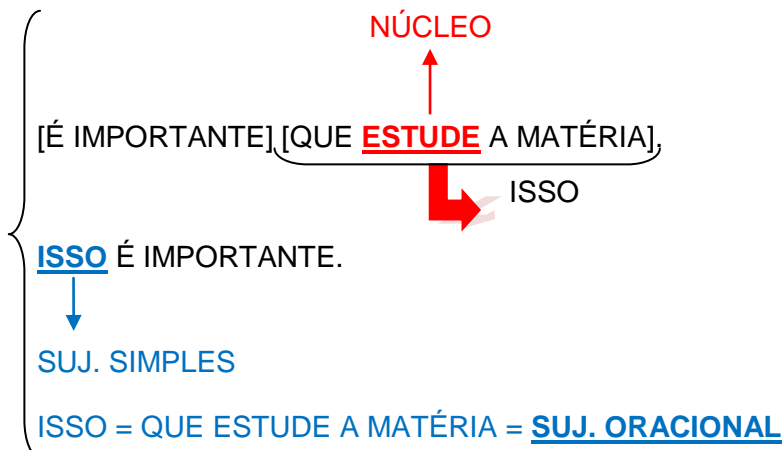 NÚCLEO
[É IMPORTANTE] [QUE ESTUDE A MATÉRIA].
ISSO
ISSO É IMPORTANTE.
SUJ. SIMPLES
ISSO = QUE ESTUDE A MATÉRIA = SUJ. ORACIONAL